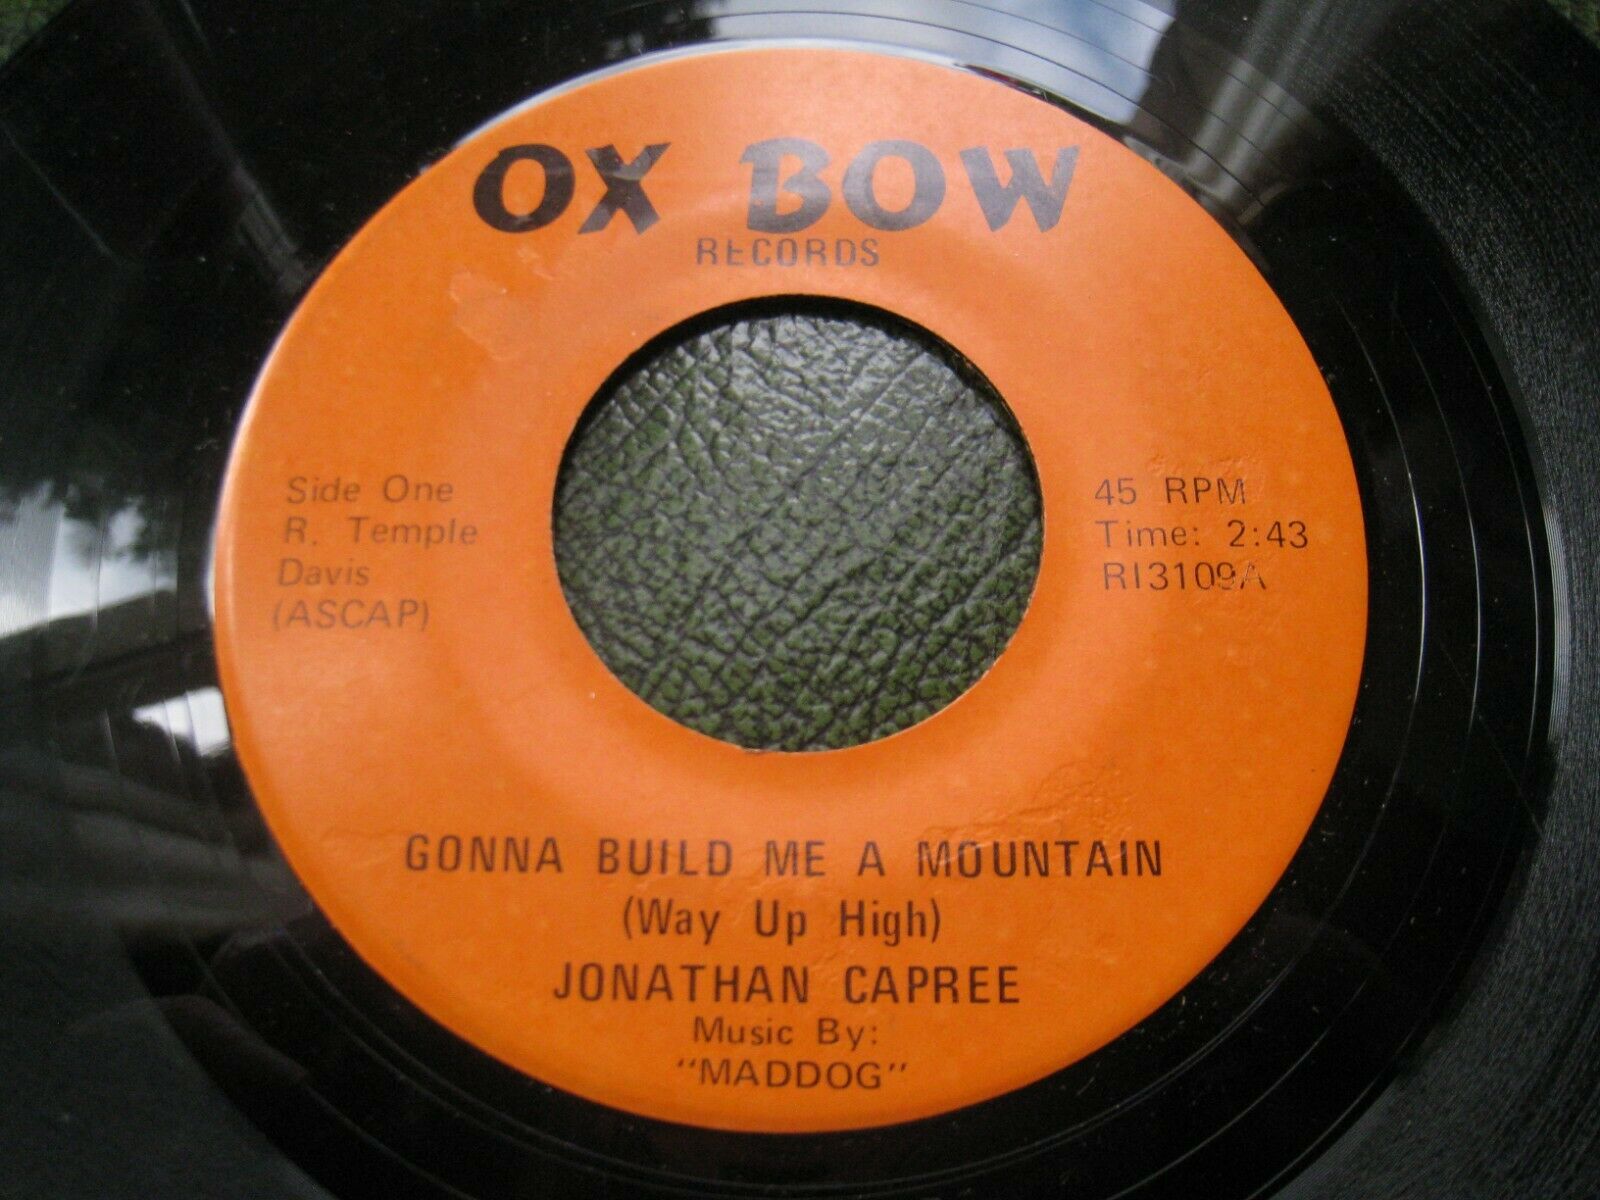 OX BOW
RECORDS
Side One
R. Temple
Davis
(ASCAP)
45 RPM
Time: 2:43
RI3109A
GONNA BUILD ME A MOUNTAIN
(Way Up High)
JONATHAN CAPREE
Music By:
"MADDOG"